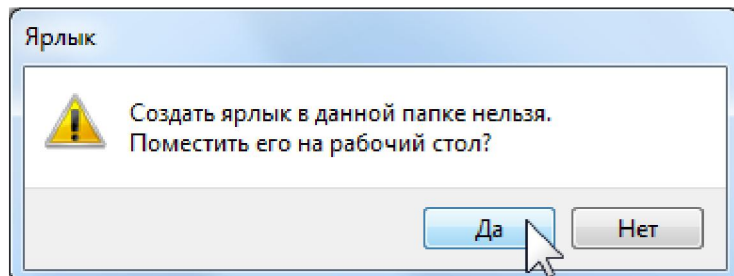 Ярлык
Создать ярлык в данной папке нельзя.
Поместить его на рабочий стол?
Да
Нет